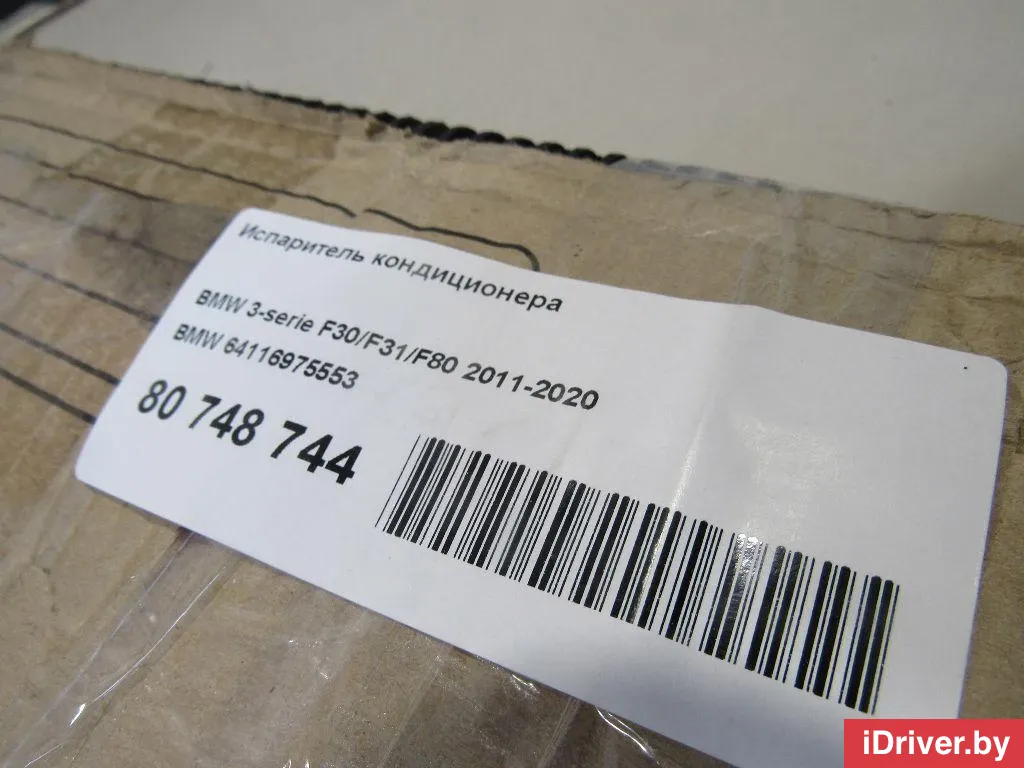 Испаритель кондиционера
BMW 3-serie F30/F31/F80 2011-2020
BMW 64116975553
80 748 744
iDriver.by